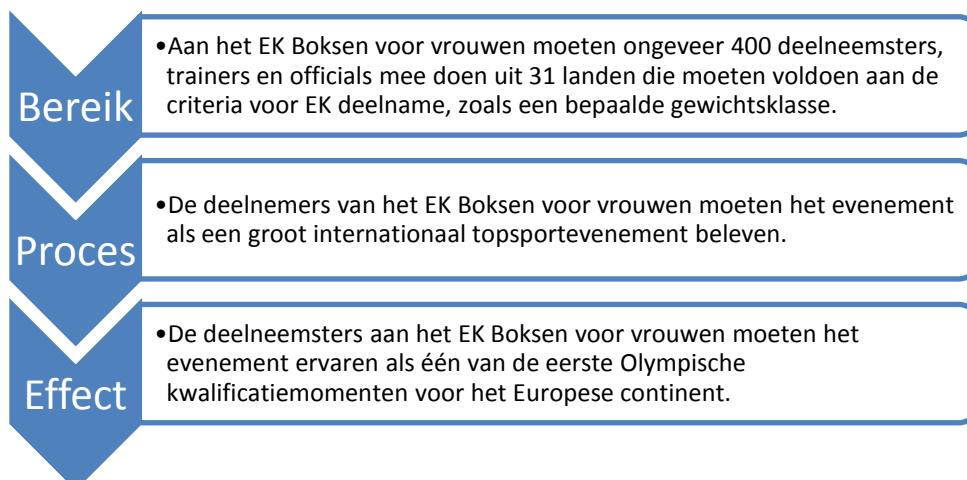 Bereik
•Aan het EK Boksen voor vrouwen moeten ongeveer 400 deelneemsters,
trainers en officials mee doen uit 31 landen die moeten voldoen aan de
criteria voor EK deelname, zoals een bepaalde gewichtsklasse.
Proces
•De deelnemers van het EK Boksen voor vrouwen moeten het evenement
als een groot internationaal topsportevenement beleven.
Effect
•De deelneemsters aan het EK Boksen voor vrouwen moeten het
evenement ervaren als één van de eerste Olympische
kwalificatiemomenten voor het Europese continent.